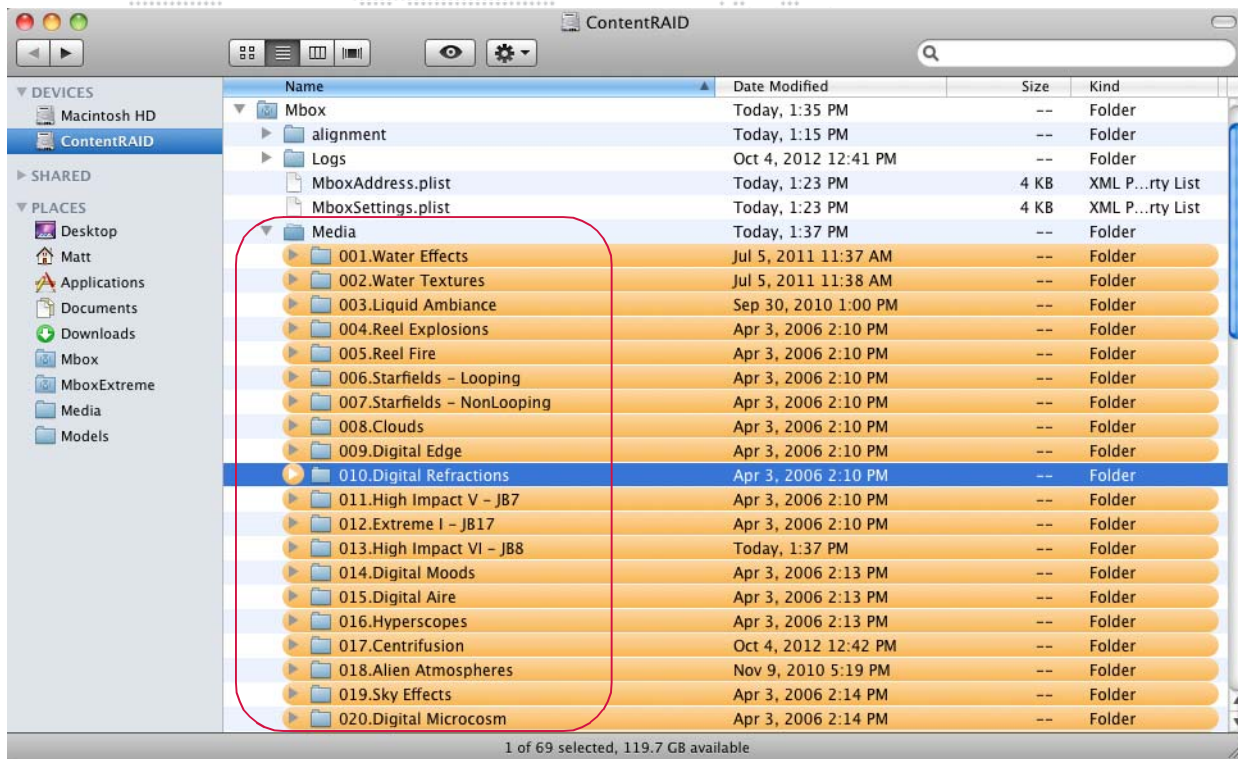 ContentRAID
DEVICES
Macintosh HD
ContentRAID
SHARED
PLACES
Desktop
Matt
Applications
Documents
Downloads
Mbox
MboxExtreme
Media
Models
Name Date Modified Size Kind
Mbox Today, 1:35 PM -- Folder
alignment Today, 1:15 PM -- Folder
Logs Oct 4, 2012 12:41 PM -- Folder
MboxAddress.plist Today, 1:23 PM 4 KB XML P...rty List
MboxSettings.plist Today, 1:23 PM 4 KB XML P...rty List
Media Today, 1:37 PM -- Folder
001.Water Effects Jul 5, 2011 11:37 AM -- Folder
002.Water Textures Jul 5, 2011 11:38 AM -- Folder
003.Liquid Ambiance Sep 30, 2010 1:00 PM -- Folder
004.Reel Explosions Apr 3, 2006 2:10 PM -- Folder
005.Reel Fire Apr 3, 2006 2:10 PM -- Folder
006.Starfields – Looping Apr 3, 2006 2:10 PM -- Folder
007.Starfields – NonLooping Apr 3, 2006 2:10 PM -- Folder
008.Clouds Apr 3, 2006 2:10 PM -- Folder
009.Digital Edge Apr 3, 2006 2:10 PM -- Folder
010.Digital Refractions Apr 3, 2006 2:10 PM -- Folder
011.High Impact V – JB7 Apr 3, 2006 2:10 PM -- Folder
012.Extreme I – JB17 Apr 3, 2006 2:10 PM -- Folder
013.High Impact VI – JB8 Today, 1:37 PM -- Folder
014.Digital Moods Apr 3, 2006 2:13 PM -- Folder
015.Digital Aire Apr 3, 2006 2:13 PM -- Folder
016.Hyperscopes Apr 3, 2006 2:13 PM -- Folder
017.Centrifusion Oct 4, 2012 12:42 PM -- Folder
018.Alien Atmospheres Nov 9, 2010 5:19 PM -- Folder
019.Sky Effects Apr 3, 2006 2:14 PM -- Folder
020.Digital Microcosm Apr 3, 2006 2:14 PM -- Folder
1 of 69 selected, 119.7 GB available